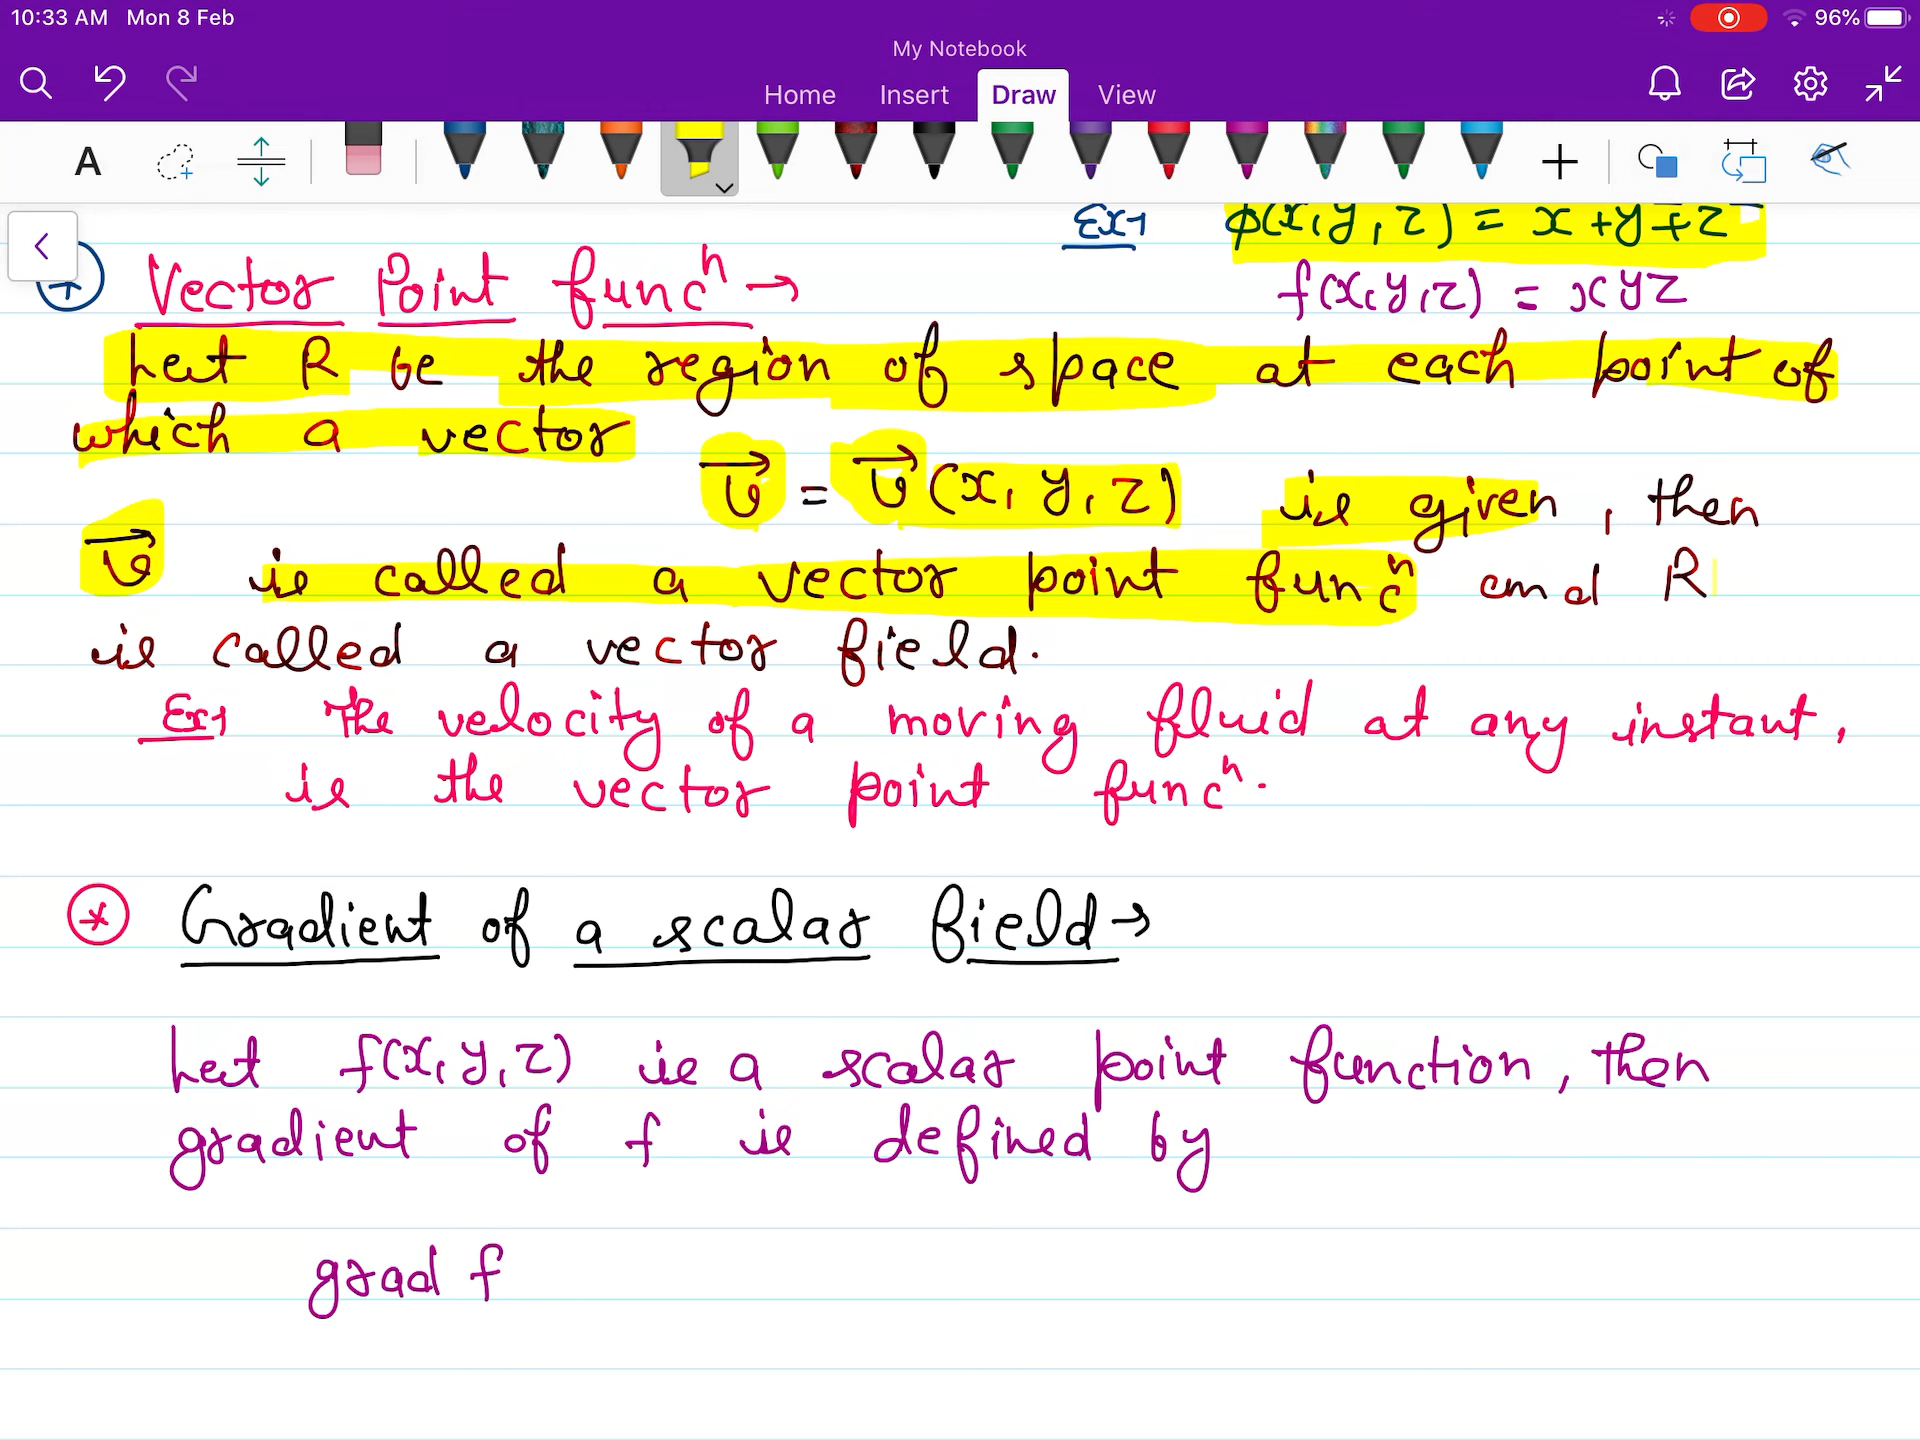 10:33 AM Mon 8 Feb
96%
My Notebook
Home Insert Draw View
A
Ex→ φ(x,y,z) = x+y+z
f(x,y,z) = xyz
Vector Point funcⁿ →
Let R be the region of space at each point of
which a vector
v⃗ = v⃗(x,y,z) is given, then
v⃗ is called a vector point funcⁿ and R
is called a vector field.
Ex→ The velocity of a moving fluid at any instant,
is the vector point funcⁿ.
* Gradient of a scalar field →
Let f(x,y,z) is a scalar point function, then
gradient of f is defined by
grad f